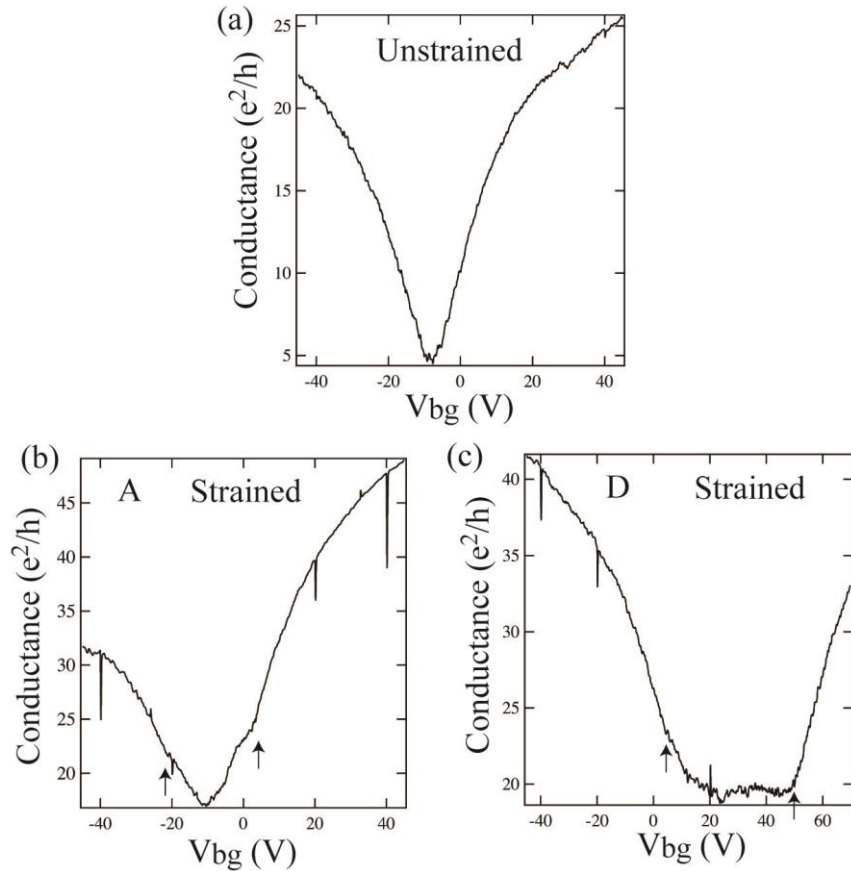 (a)
Unstrained
Conductance (e²/h)
25
20
15
10
5
-40 -20 0 20 40
Vbg (V)
(b)
A Strained
Conductance (e²/h)
45
40
35
30
25
20
-40 -20 0 20 40
Vbg (V)
(c)
D Strained
Conductance (e²/h)
40
35
30
25
20
-40 -20 0 20 40 60
Vbg (V)